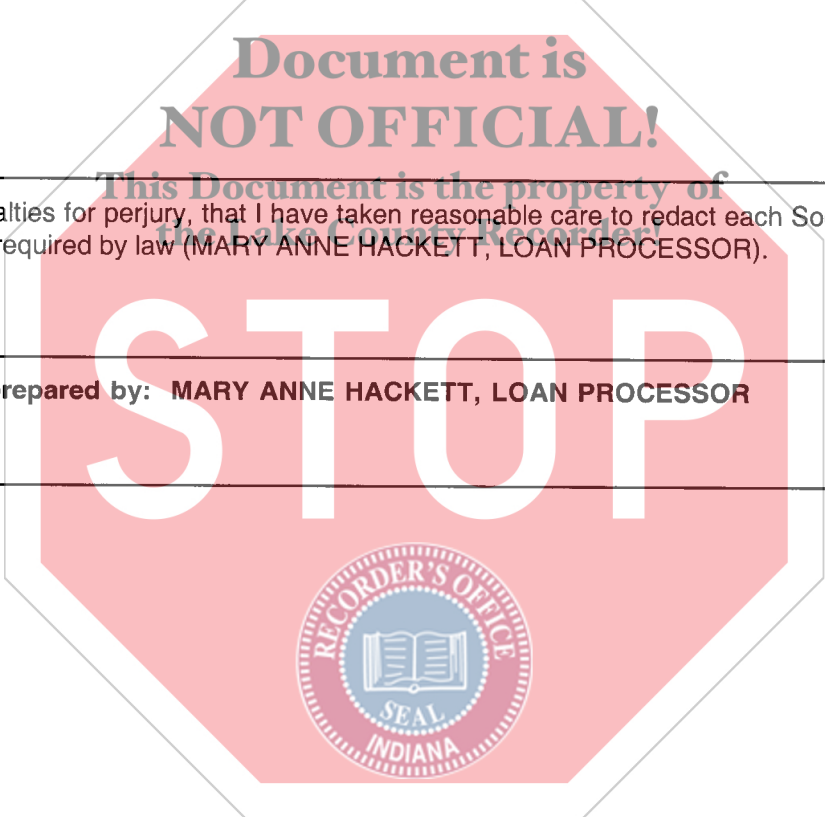 Document is
NOT OFFICIAL!
This Document is the property of
the Lake County Recorder!
alties for perjury, that I have taken reasonable care to redact each So
required by law (MARY ANNE HACKETT, LOAN PROCESSOR).
repared by: MARY ANNE HACKETT, LOAN PROCESSOR
STOP
RECORDER'S OFFICE
SEAL
INDIANA